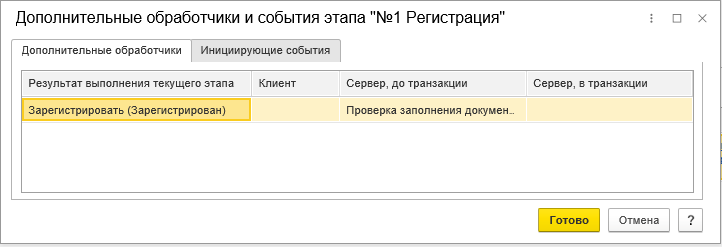 Дополнительные обработчики и события этапа "№1 Регистрация"
Дополнительные обработчики Инициирующие события
Результат выполнения текущего этапа Клиент Сервер, до транзакции Сервер, в транзакции
Зарегистрировать (Зарегистрирован) Проверка заполнения докумен..
Готово Отмена ?